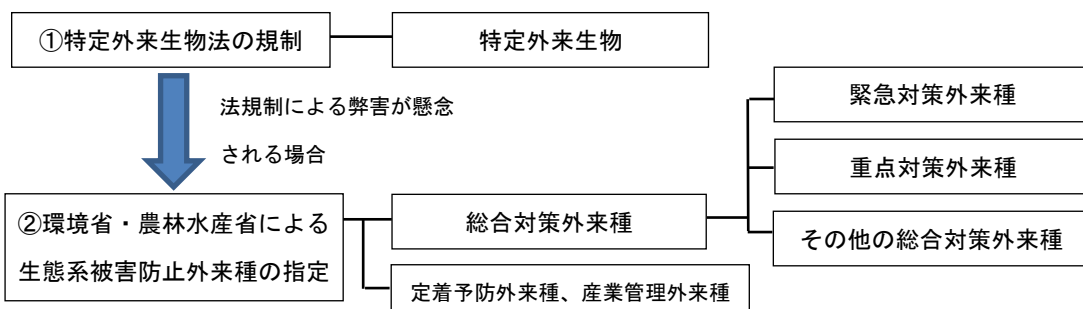 ①特定外来生物法の規制
特定外来生物
法規制による弊害が懸念
される場合
緊急対策外来種
重点対策外来種
②環境省・農林水産省による
生態系被害防止外来種の指定
総合対策外来種
その他の総合対策外来種
定着予防外来種、産業管理外来種